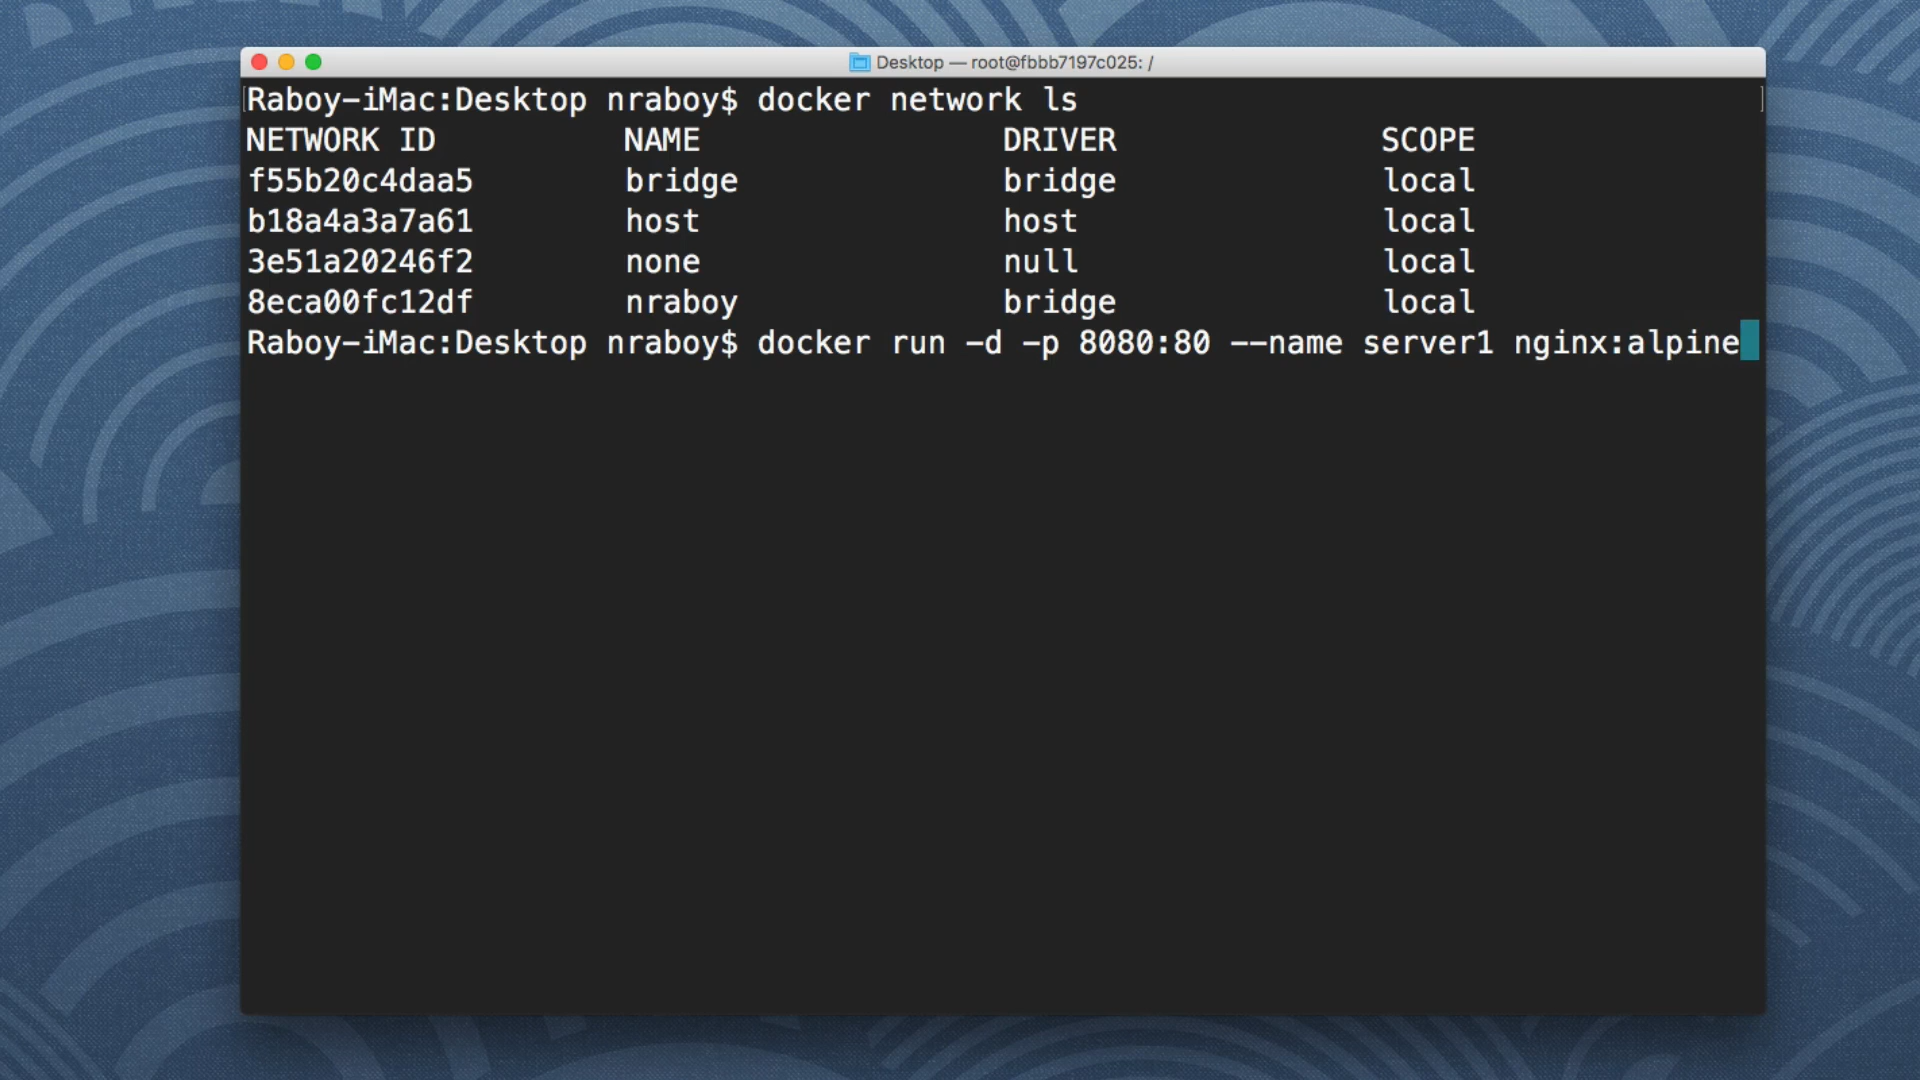 Desktop — root@fbbb7197c025: /
Raboy-iMac:Desktop nraboy$ docker network ls
NETWORK ID NAME DRIVER SCOPE
f55b20c4daa5 bridge bridge local
b18a4a3a7a61 host host local
3e51a20246f2 none null local
8eca00fc12df nraboy bridge local
Raboy-iMac:Desktop nraboy$ docker run -d -p 8080:80 --name server1 nginx:alpine